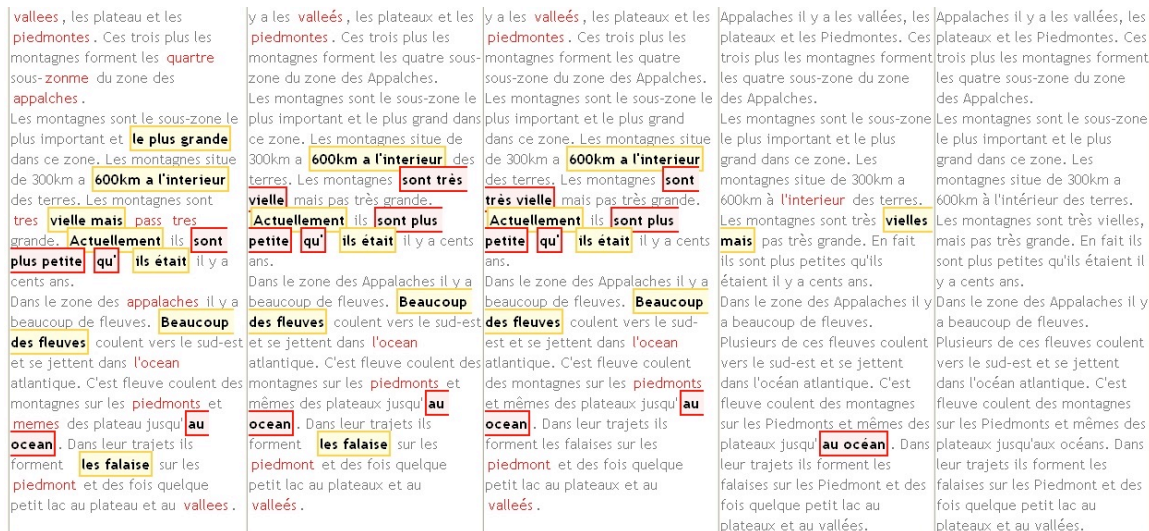 vallees, les plateau et les
piedmontes. Ces trois plus les
montagnes forment les quartre
sous-zonme du zone des
appalches.
Les montagnes sont le sous-zone le
plus important et le plus grande
dans ce zone. Les montagnes situe
de 300km a 600km a l'interieur
des terres. Les montagnes sont
tres vielle mais pass tres
grande. Actuellement ils sont
plus petite qu' ils était il y a
cents ans.
Dans le zone des appalaches il y a
beaucoup de fleuves. Beaucoup
des fleuves coulent vers le sud-est
et se jettent dans l'ocean
atlantique. C'est fleuve coulent des
montagnes sur les piedmonts et
memes des plateau jusqu' au
ocean. Dans leur trajets ils
forment les falaise sur les
piedmont et des fois quelque
petit lac au plateau et au vallees.
y a les valleés, les plateaux et les
piedmontes. Ces trois plus les
montagnes forment les quatre sous-
zone du zone des Appalches.
Les montagnes sont le sous-zone le
plus important et le plus grand dans
ce zone. Les montagnes situe de
300km a 600km a l'interieur des
terres. Les montagnes sont très
vielle mais pas très grande.
Actuellement ils sont plus
petite qu' ils était il y a cents
ans.
Dans le zone des Appalaches il y a
beaucoup de fleuves. Beaucoup
des fleuves coulent vers le sud-est
et se jettent dans l'ocean
atlantique. C'est fleuve coulent des
montagnes sur les piedmonts et
mêmes des plateaux jusqu' au
ocean. Dans leur trajets ils
forment les falaise sur les
piedmont et des fois quelque
petit lac au plateaux et au
valleés.
y a les valleés, les plateaux et les
piedmontes. Ces trois plus les
montagnes forment les quatre
sous-zone du zone des Appalches.
Les montagnes sont le sous-zone le
plus important et le plus grand
dans ce zone. Les montagnes situe
de 300km a 600km a l'interieur
des terres. Les montagnes sont
très vielle mais pas très grande.
Actuellement ils sont plus
petite qu' ils était il y a cents
ans.
Dans le zone des Appalaches il y a
beaucoup de fleuves. Beaucoup
des fleuves coulent vers le sud-
est et se jettent dans l'ocean
atlantique. C'est fleuve coulent
des montagnes sur les piedmonts
et mêmes des plateaux jusqu' au
ocean. Dans leur trajets ils
forment les falaises sur les
piedmont et des fois quelque
petit lac au plateaux et au
valleés.
Appalaches il y a les vallées, les
plateaux et les Piedmontes. Ces
trois plus les montagnes forment
les quatre sous-zone du zone
des Appalches.
Les montagnes sont le sous-zone
le plus important et le plus
grand dans ce zone. Les
montagnes situe de 300km a
600km à l'interieur des terres.
Les montagnes sont très vielles
mais pas très grande. En fait
ils sont plus petites qu'ils
étaient il y a cents ans.
Dans le zone des Appalaches il y
a beaucoup de fleuves.
Plusieurs de ces fleuves coulent
vers le sud-est et se jettent
dans l'océan atlantique. C'est
fleuve coulent des montagnes
sur les Piedmonts et mêmes des
plateaux jusqu' au océan. Dans
leur trajets ils forment les
falaises sur les Piedmont et des
fois quelque petit lac au
plateaux et au vallées.
Appalaches il y a les vallées, les
plateaux et les Piedmontes. Ces
trois plus les montagnes forment
les quatre sous-zone du zone
des Appalches.
Les montagnes sont le sous-zone
le plus important et le plus
grand dans ce zone. Les
montagnes situe de 300km a
600km à l'intérieur des terres.
Les montagnes sont très vielles,
mais pas très grande. En fait ils
sont plus petites qu'ils étaient il
y a cents ans.
Dans le zone des Appalaches il y
a beaucoup de fleuves.
Plusieurs de ces fleuves coulent
vers le sud-est et se jettent
dans l'océan atlantique. C'est
fleuve coulent des montagnes
sur les Piedmonts et mêmes des
plateaux jusqu'aux océans. Dans
leur trajets ils forment les
falaises sur les Piedmont et des
fois quelque petit lac au
plateaux et au vallées.